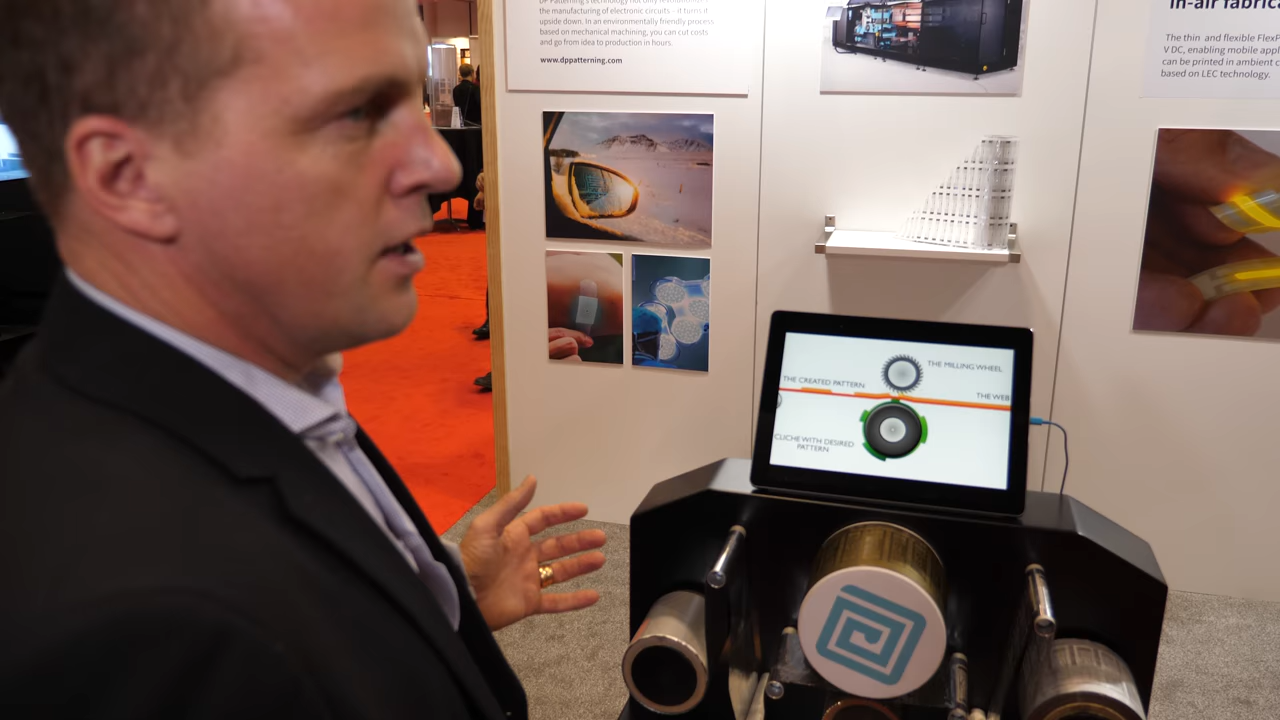 the manufacturing of electronic circuits - it turns it
upside down. In an environmentally friendly process
based on mechanical machining, you can cut costs
and go from idea to production in hours.
www.dppatterning.com
in-air fabrica
The thin and flexible FlexP
V DC, enabling mobile appl
can be printed in ambient c
based on LEC technology.
THE MILLING WHEEL
THE CREATED PATTERN
THE WEB
CLICHE WITH DESIRED
PATTERN